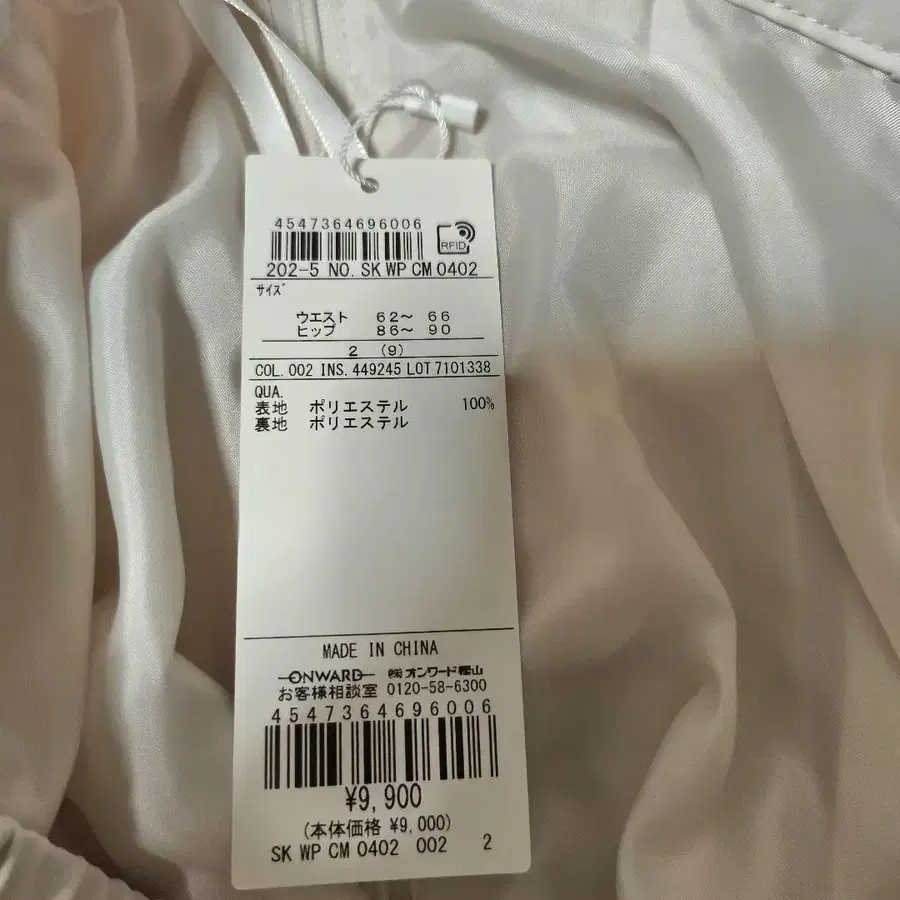 4547364696006
RFID
202-5 NO. SK WP CM 0402
サイズ
ウエスト 62～ 66
ヒップ 86～ 90
2 (9)
COL. 002 INS. 449245 LOT 7101338
QUA.
表地 ポリエステル 100%
裏地 ポリエステル
MADE IN CHINA
ONWARD ㈱オンワード樫山
お客様相談室 0120-58-6300
4547364696006
¥9,900
(本体価格 ¥9,000)
SK WP CM 0402 002 2